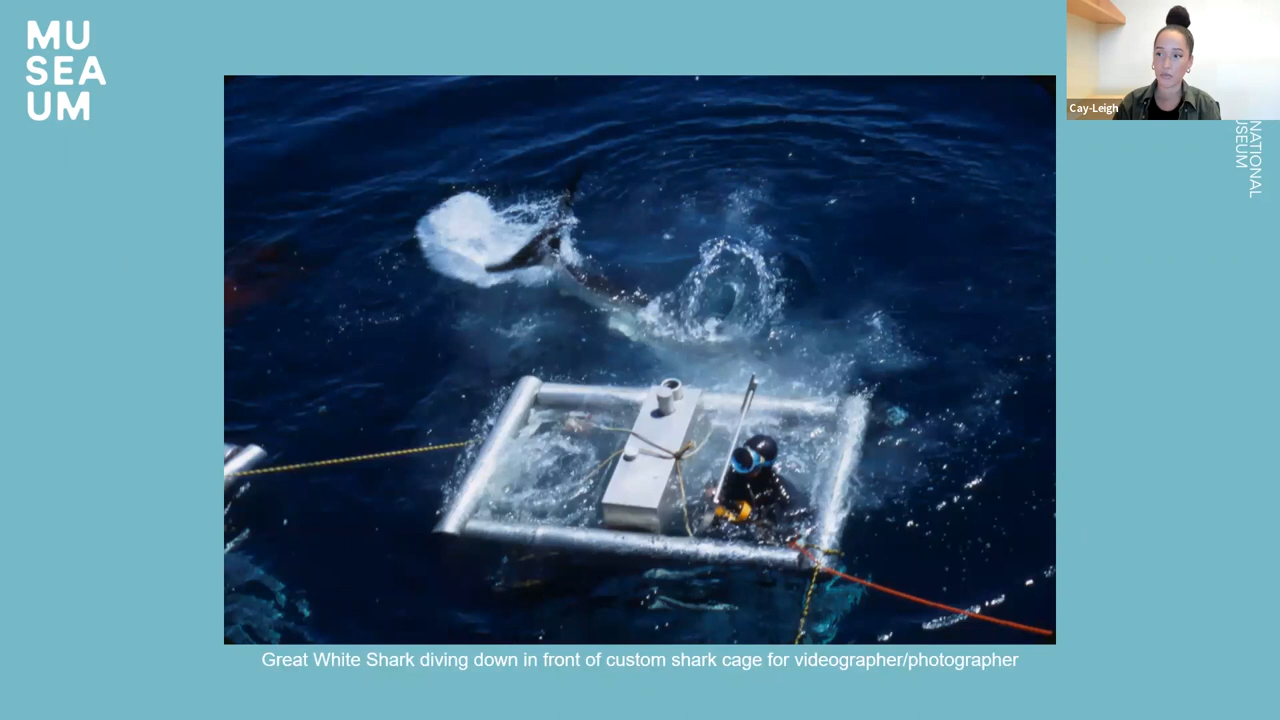 MU
SEA
UM
Cay-Leigh
NATIONAL
USEUM
Great White Shark diving down in front of custom shark cage for videographer/photographer